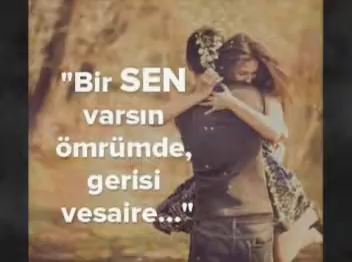 "Bir SEN
varsın
ömrümde,
gerisi
vesaire..."